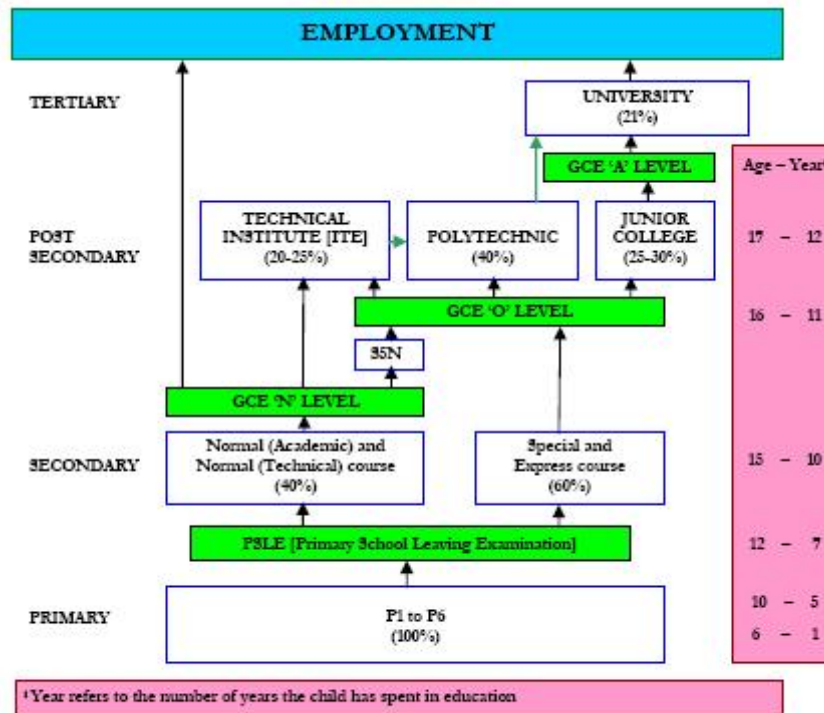 EMPLOYMENT
TERTIARY
UNIVERSITY
(21%)
GCE 'A' LEVEL
Age – Year¹
POST
SECONDARY
TECHNICAL
INSTITUTE [ITE]
(20-25%)
POLYTECHNIC
(40%)
JUNIOR
COLLEGE
(25-30%)
17 – 12
GCE 'O' LEVEL
16 – 11
S5N
GCE 'N' LEVEL
SECONDARY
Normal (Academic) and
Normal (Technical) course
(40%)
Special and
Express course
(60%)
15 – 10
PSLE [Primary School Leaving Examination]
12 – 7
PRIMARY
P1 to P6
(100%)
10 – 5
6 – 1
¹Year refers to the number of years the child has spent in education